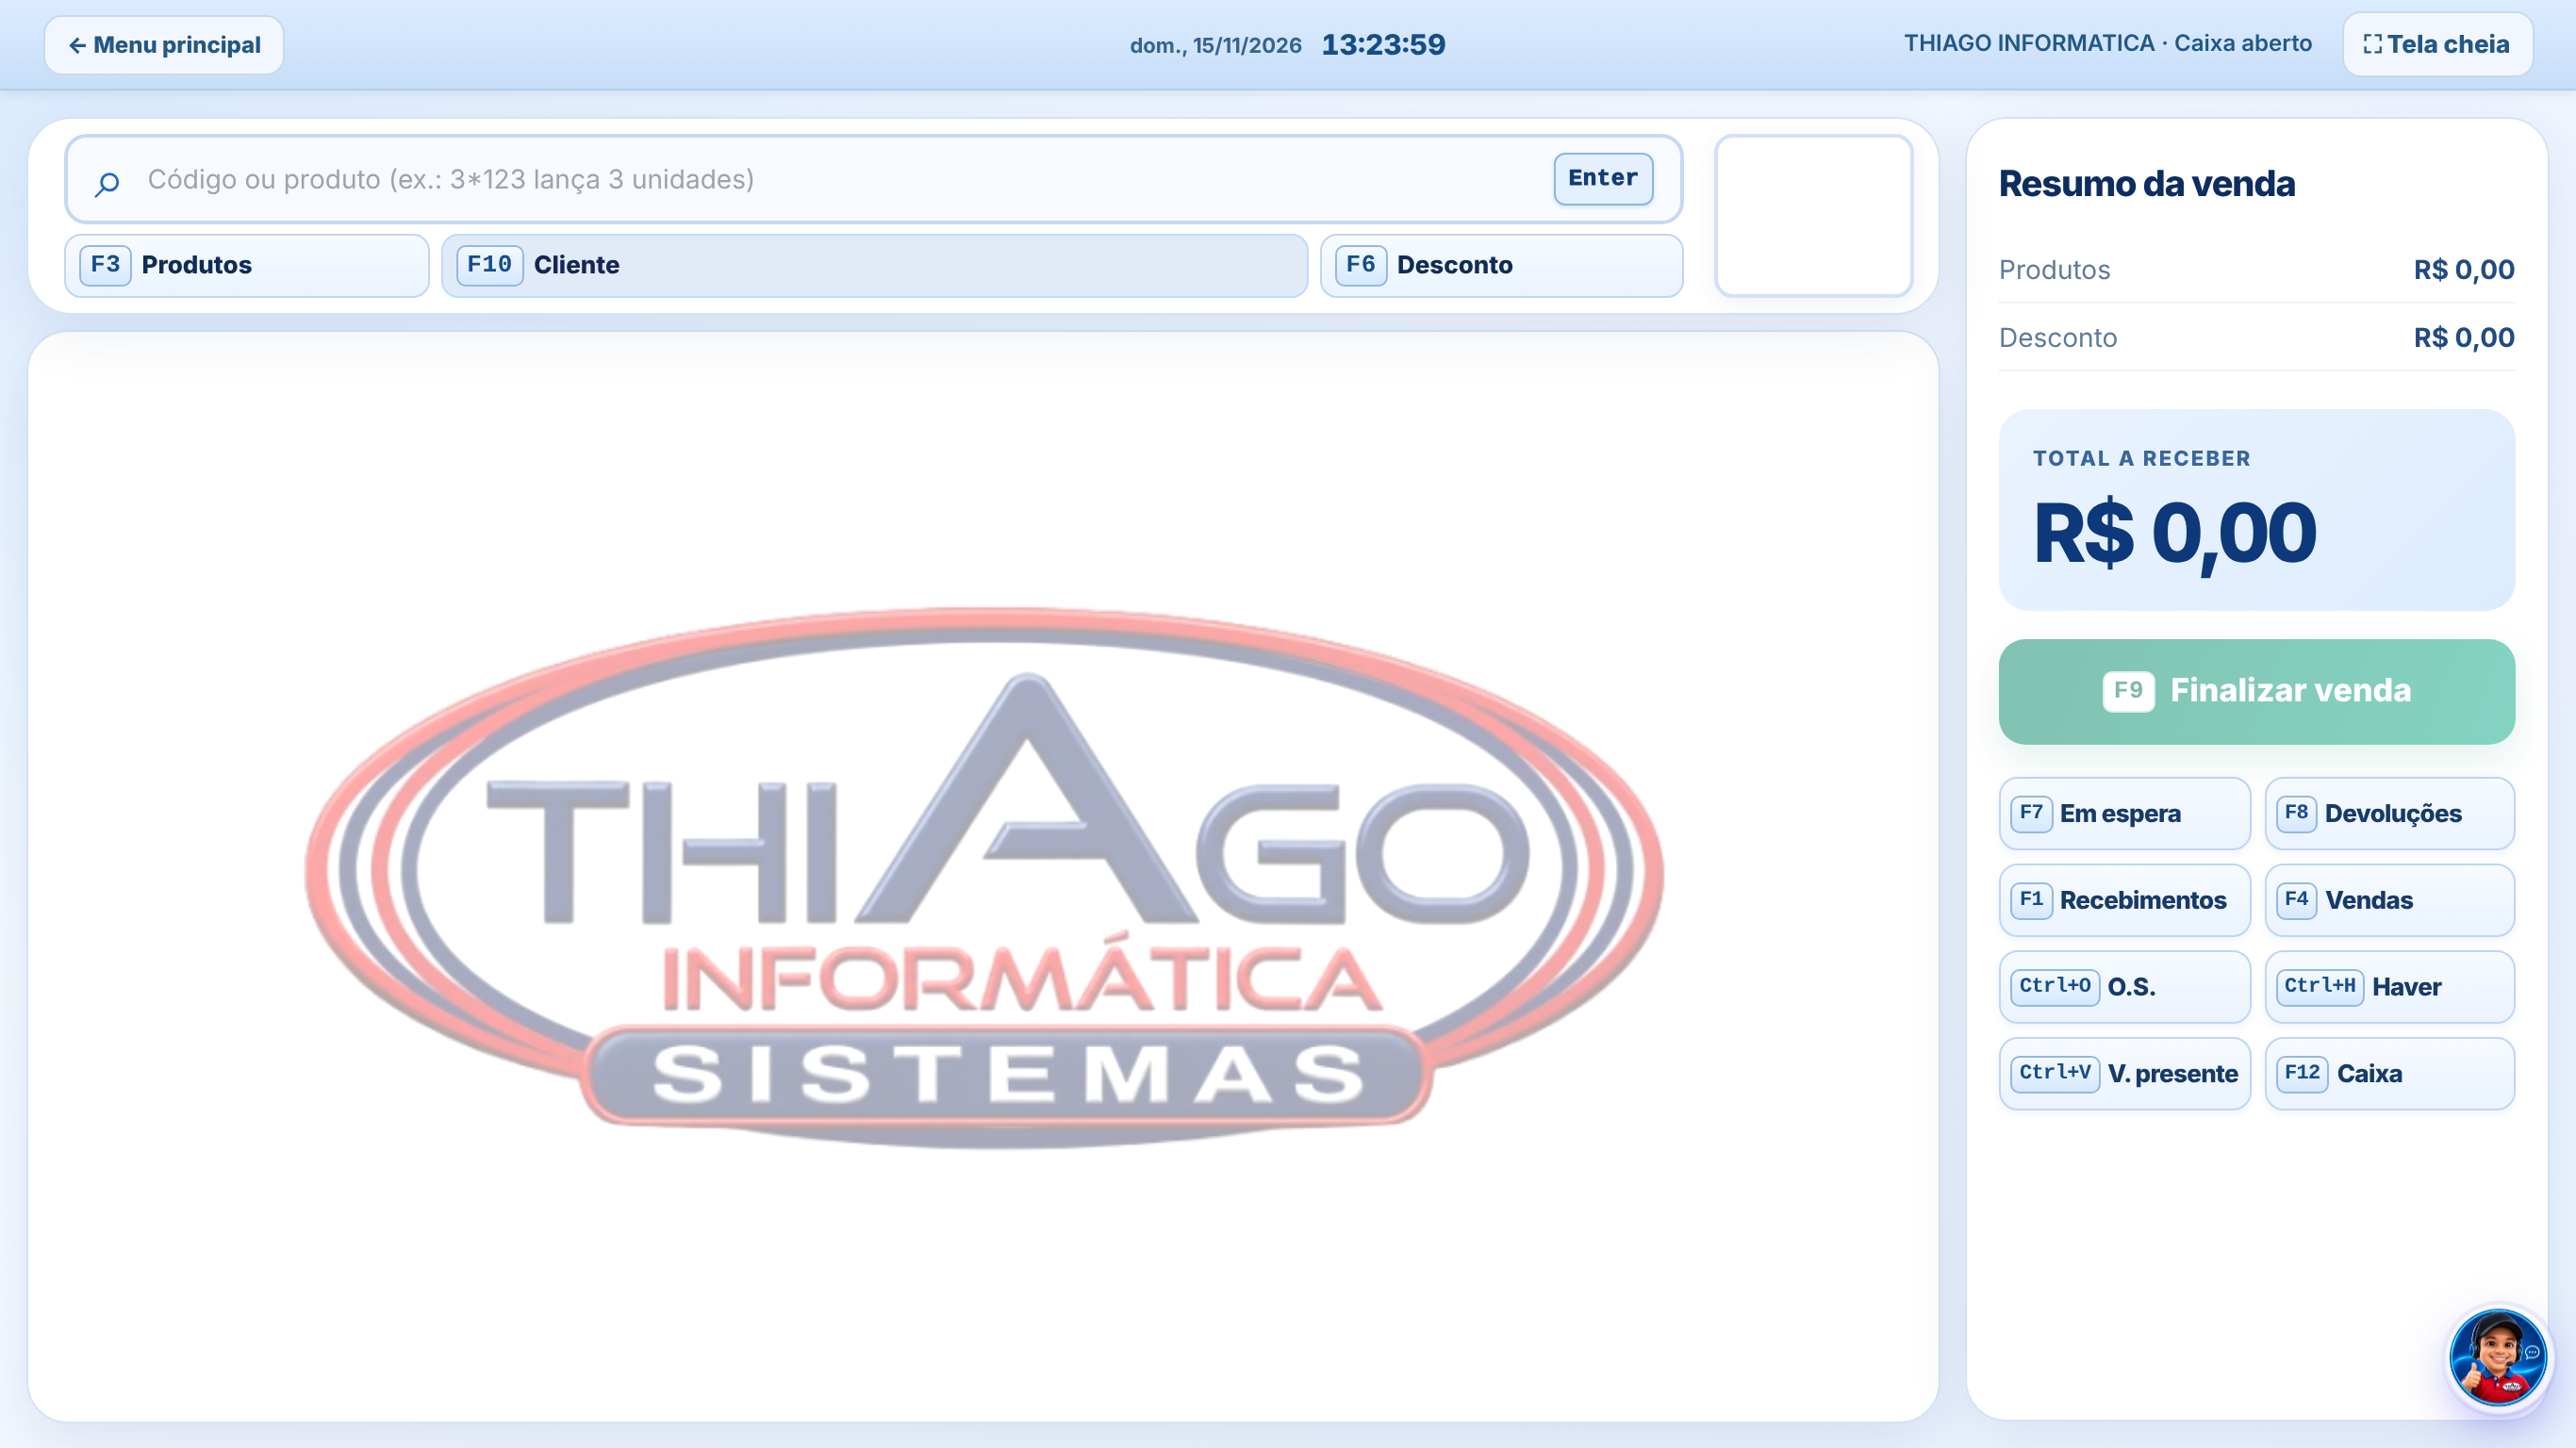 ← Menu principal
dom., 15/11/2026 13:23:59
THIAGO INFORMATICA · Caixa aberto
Tela cheia
Código ou produto (ex.: 3*123 lança 3 unidades)
Enter
F3 Produtos
F10 Cliente
F6 Desconto
THIAGO
INFORMÁTICA
SISTEMAS
Resumo da venda
Produtos R$ 0,00
Desconto R$ 0,00
TOTAL A RECEBER
R$ 0,00
F9 Finalizar venda
F7 Em espera
F8 Devoluções
F1 Recebimentos
F4 Vendas
Ctrl+O O.S.
Ctrl+H Haver
Ctrl+V V. presente
F12 Caixa